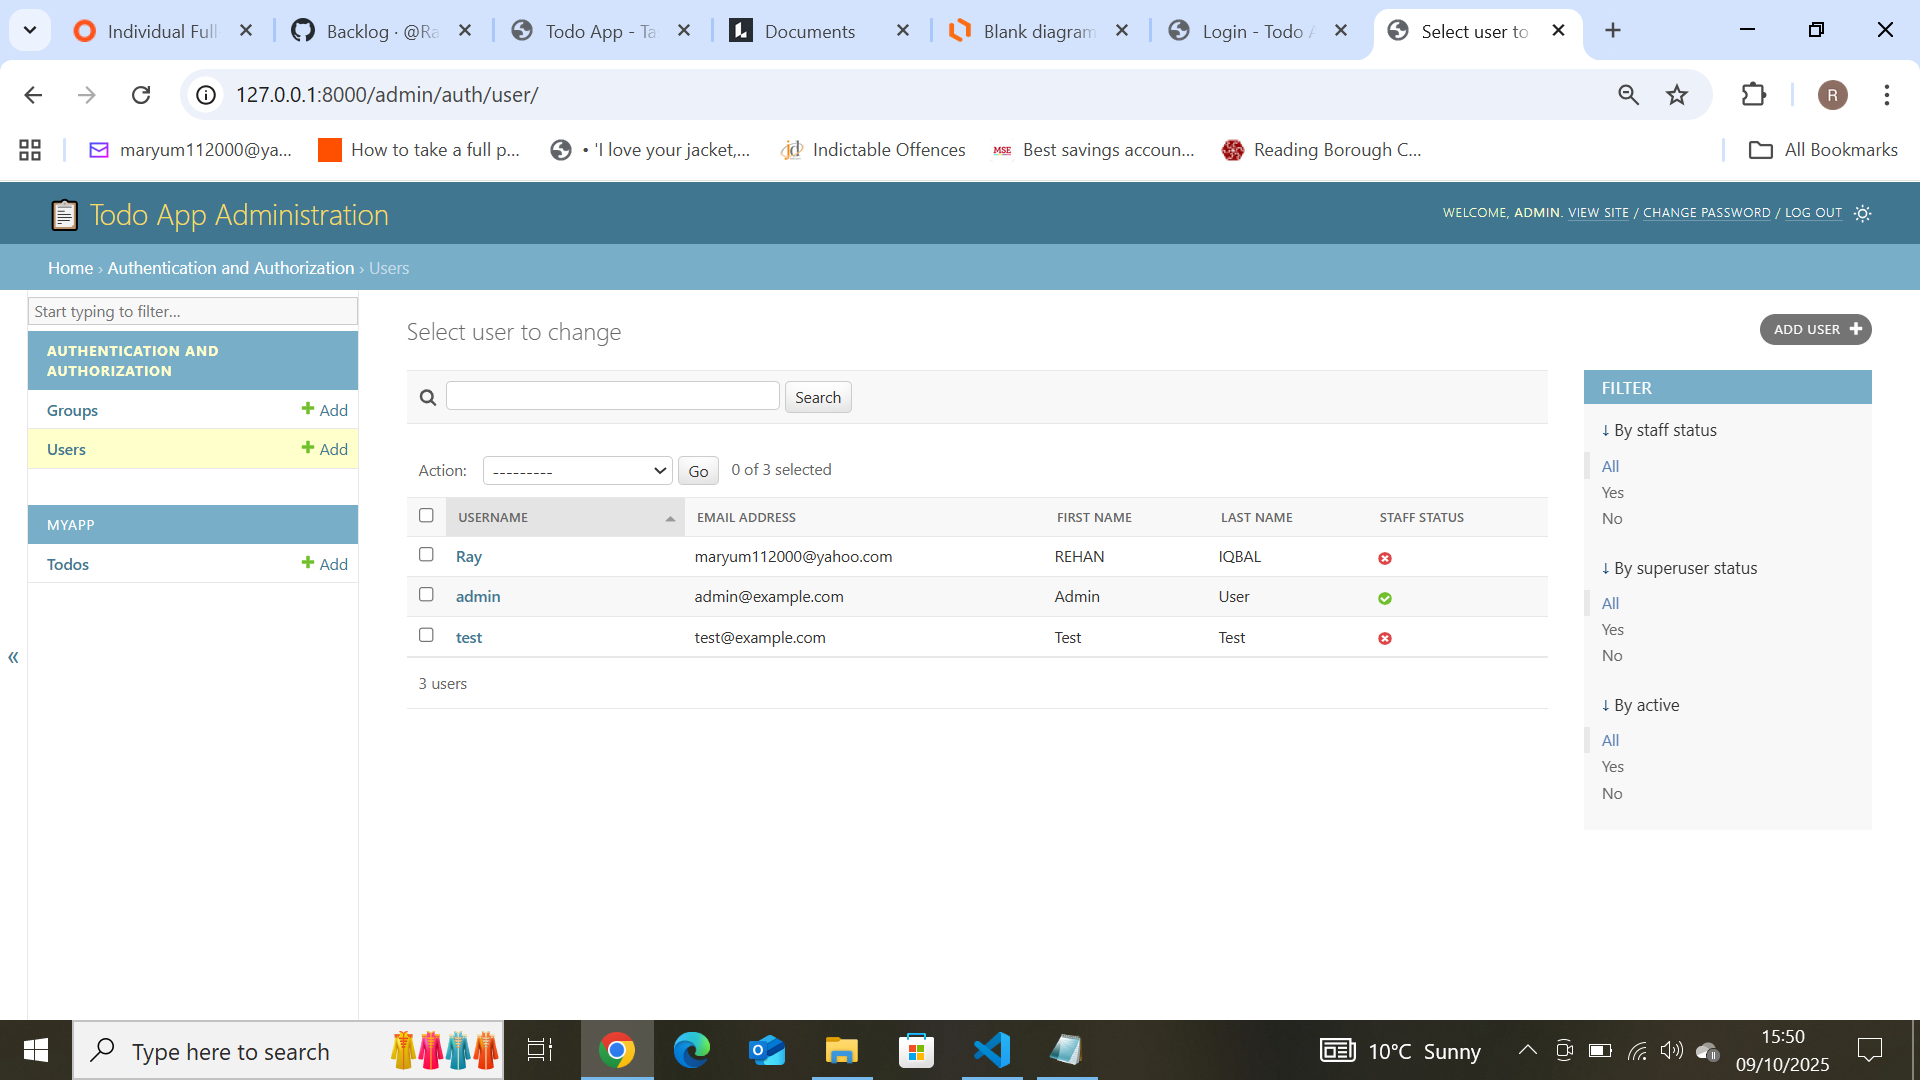 Individual Full
Backlog · @Ra
Todo App - Ta
Documents
Blank diagram
Login - Todo A
Select user to
127.0.0.1:8000/admin/auth/user/
R
maryum112000@ya...
How to take a full p...
• 'I love your jacket,...
jd Indictable Offences
MSE Best savings accoun...
Reading Borough C...
All Bookmarks
Todo App Administration
WELCOME, ADMIN. VIEW SITE / CHANGE PASSWORD / LOG OUT
Home › Authentication and Authorization › Users
Start typing to filter...
AUTHENTICATION AND
AUTHORIZATION
Groups
Add
Users
Add
MYAPP
Todos
Add
«
Select user to change
ADD USER
Search
Action:
---------
Go
0 of 3 selected
USERNAME EMAIL ADDRESS FIRST NAME LAST NAME STAFF STATUS
Ray maryum112000@yahoo.com REHAN IQBAL
admin admin@example.com Admin User
test test@example.com Test Test
3 users
FILTER
↓ By staff status
All
Yes
No
↓ By superuser status
All
Yes
No
↓ By active
All
Yes
No
Type here to search
10°C Sunny
15:50
09/10/2025